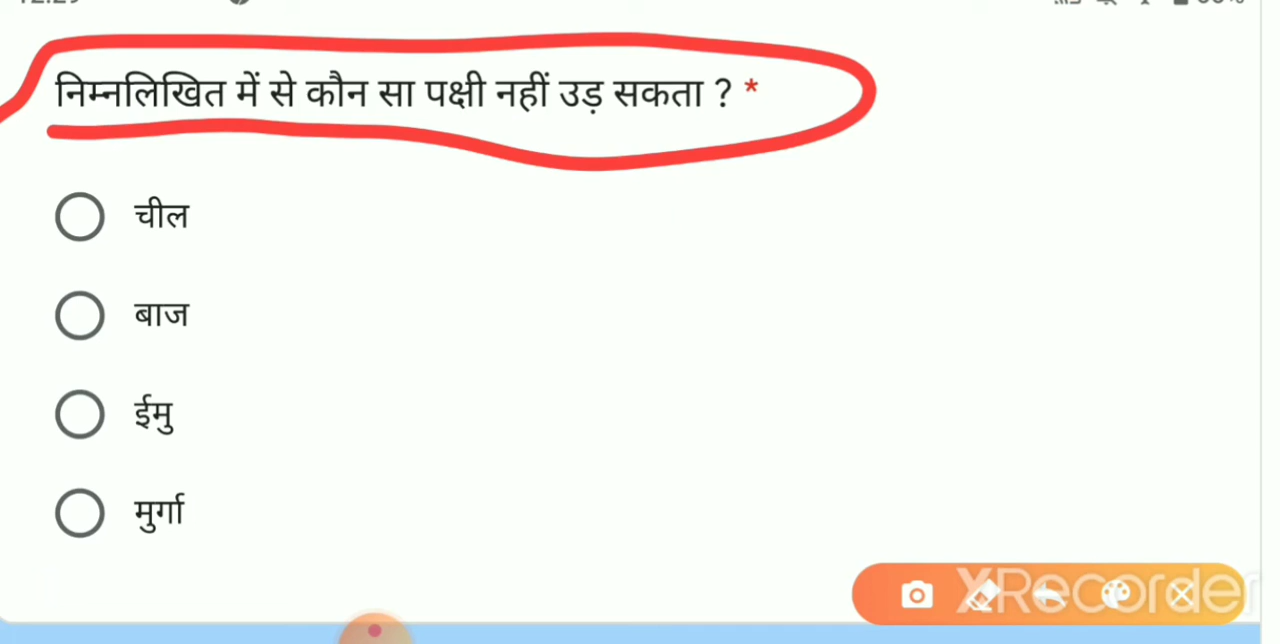 निम्नलिखित में से कौन सा पक्षी नहीं उड़ सकता ? *
चील
बाज
ईमु
मुर्गा
XRecorder